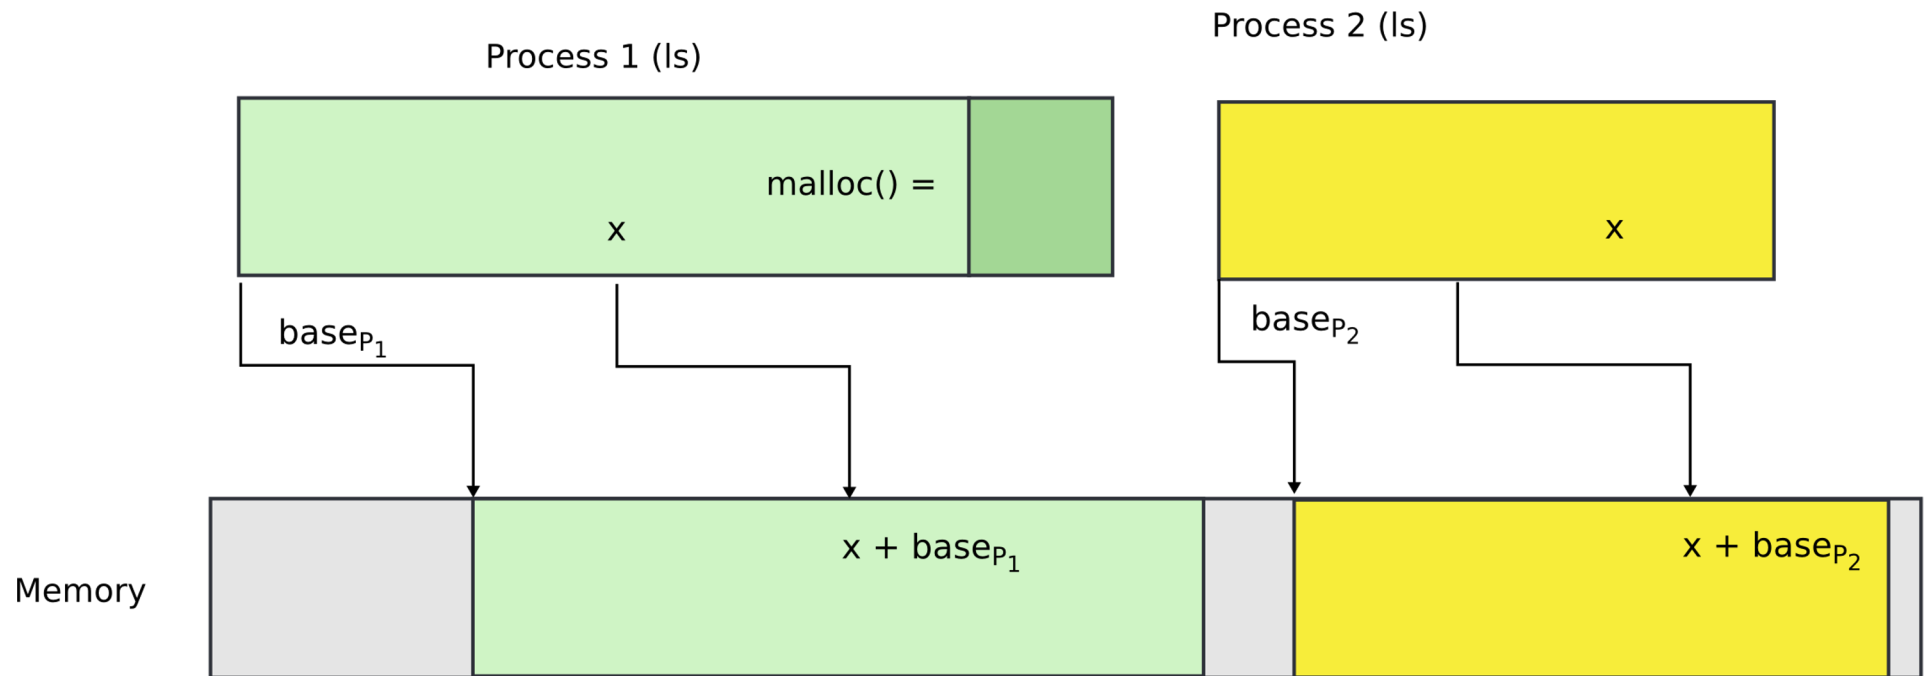 Process 1 (ls)
Process 2 (ls)
malloc() =
x
x
baseP1
baseP2
x + baseP1
x + baseP2
Memory